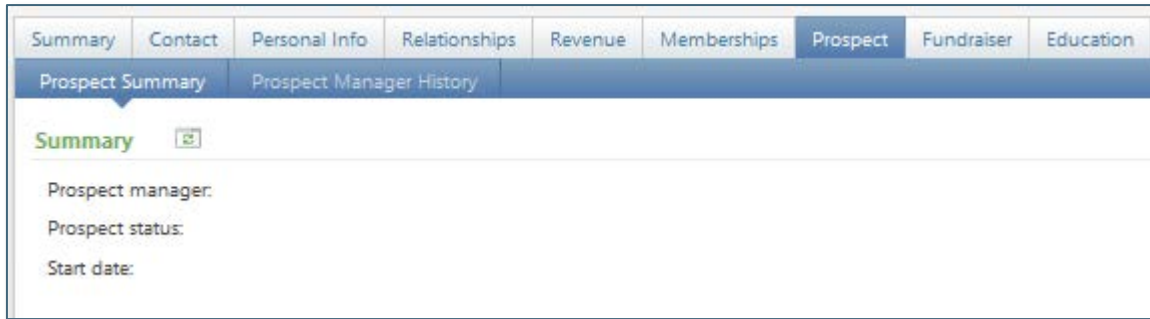 Summary Contact Personal Info Relationships Revenue Memberships Prospect Fundraiser Education
Prospect Summary Prospect Manager History
Summary
Prospect manager:
Prospect status:
Start date: